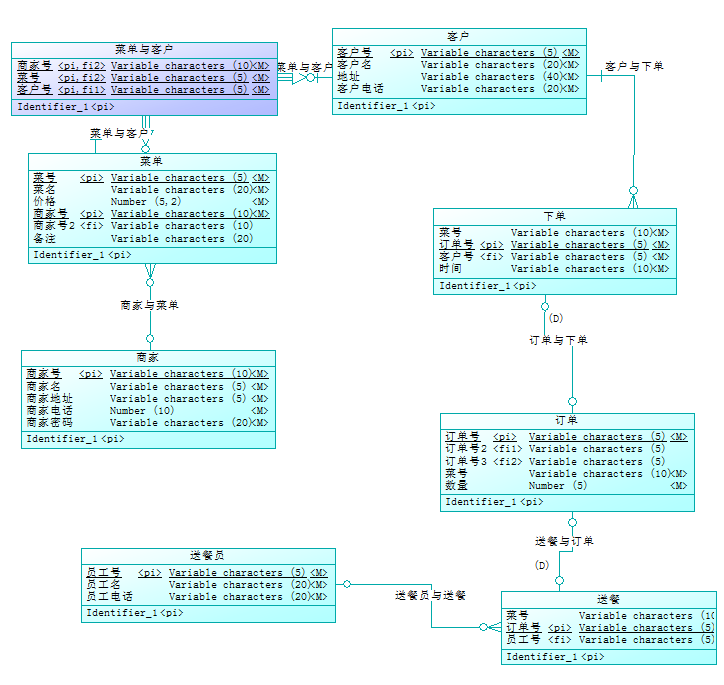 菜单与客户
商家号 <pi,fi2> Variable characters (10)<M>
菜号 <pi,fi2> Variable characters (5) <M>
客户号 <pi,fi1> Variable characters (5) <M>
Identifier_1 <pi>
菜单与客户
客户
客户号 <pi> Variable characters (5) <M>
客户名 Variable characters (20)<M>
地址 Variable characters (40)<M>
客户电话 Variable characters (20)<M>
Identifier_1 <pi>
客户与下单
菜单与客户,
菜单
菜号 <pi> Variable characters (5) <M>
菜名 Variable characters (20)<M>
价格 Number (5,2) <M>
商家号 <pi> Variable characters (10)<M>
商家号2 <fi> Variable characters (10)
备注 Variable characters (20)
Identifier_1 <pi>
下单
菜号 Variable characters (10)<M>
订单号 <pi> Variable characters (5) <M>
客户号 <fi> Variable characters (5) <M>
时间 Variable characters (10)<M>
Identifier_1 <pi>
商家与菜单
(D)
订单与下单
商家
商家号 <pi> Variable characters (10)<M>
商家名 Variable characters (5) <M>
商家地址 Variable characters (5) <M>
商家电话 Number (10) <M>
商家密码 Variable characters (20)<M>
Identifier_1 <pi>
订单
订单号 <pi> Variable characters (5) <M>
订单号2 <fi1> Variable characters (5)
订单号3 <fi2> Variable characters (5)
菜号 Variable characters (10)<M>
数量 Number (5) <M>
Identifier_1 <pi>
送餐与订单
(D)
送餐员
员工号 <pi> Variable characters (5) <M>
员工名 Variable characters (20)<M>
员工电话 Variable characters (20)<M>
Identifier_1 <pi>
送餐员与送餐
送餐
菜号 Variable characters (10
订单号 <pi> Variable characters (5)
员工号 <fi> Variable characters (5)
Identifier_1 <pi>